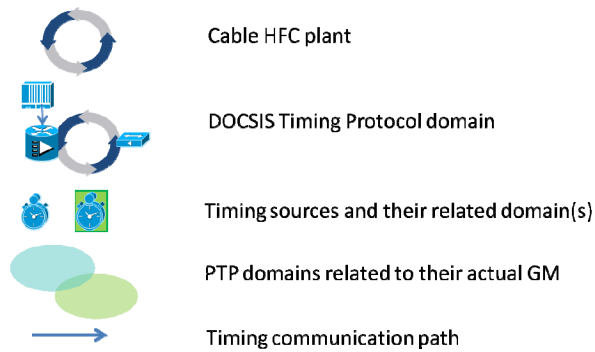 Cable HFC plant
DOCSIS Timing Protocol domain
Timing sources and their related domain(s)
PTP domains related to their actual GM
Timing communication path